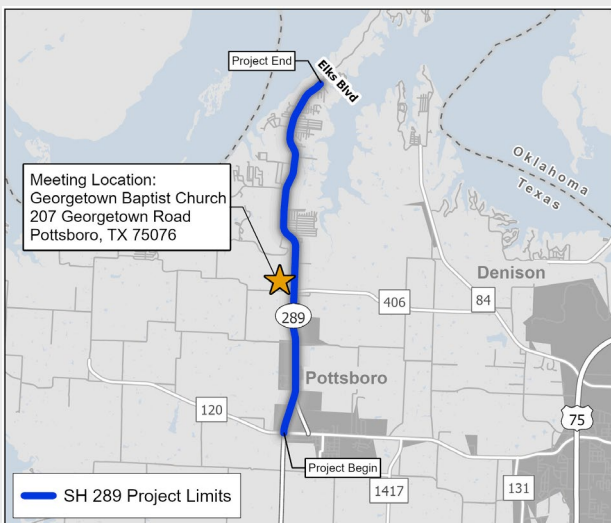 Project End
Elks Blvd
Meeting Location:
Georgetown Baptist Church
207 Georgetown Road
Pottsboro, TX 75076
Oklahoma
Texas
Denison
406
84
289
Pottsboro
120
75
Project Begin
1417
131
SH 289 Project Limits